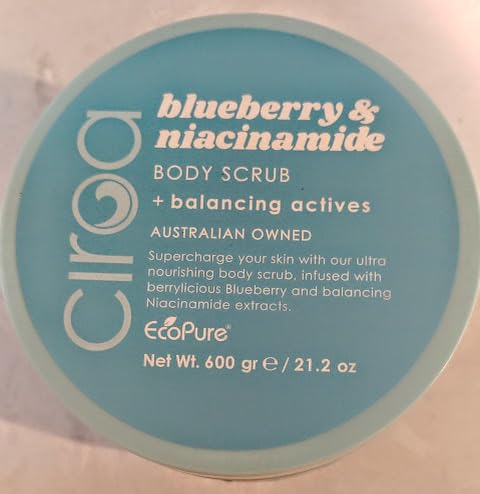 Ciroa
blueberry &
niacinamide
BODY SCRUB
+ balancing actives
AUSTRALIAN OWNED
Supercharge your skin with our ultra
nourishing body scrub, infused with
berrylicious Blueberry and balancing
Niacinamide extracts.
EcoPure®
Net Wt. 600 gr ℮ / 21.2 oz